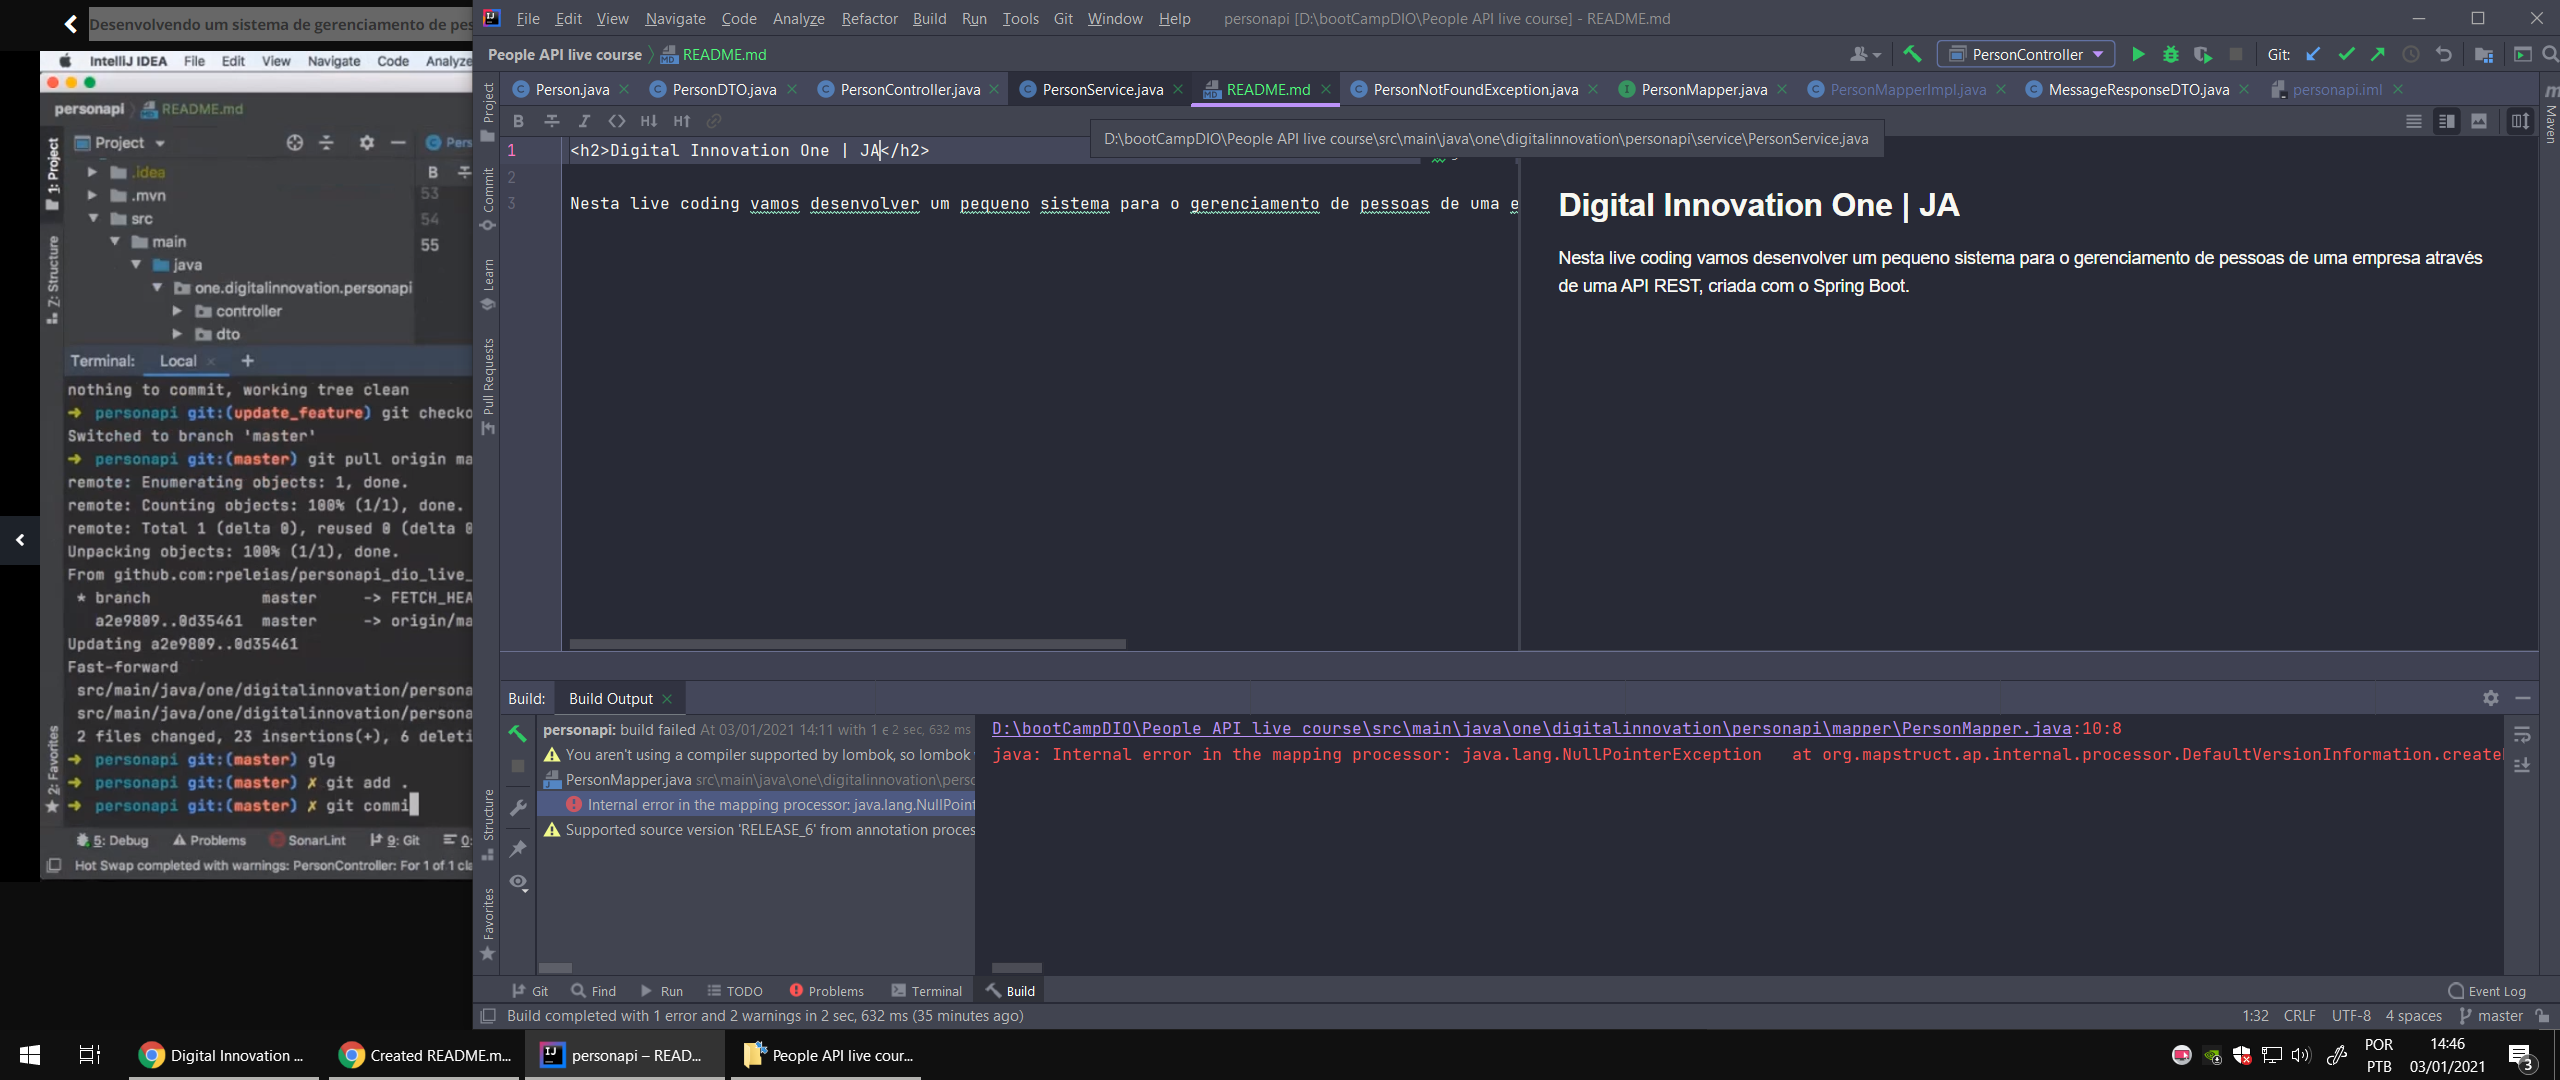 Desenvolvendo um sistema de gerenciamento de pes
IntelliJ IDEA File Edit View Navigate Code Analyze
personapi README.md
Project
1: Project
Z: Structure
2: Favorites
.idea
.mvn
src
main
java
one.digitalinnovation.personapi
controller
dto
Pers
B
53
54
55
Terminal: Local +
nothing to commit, working tree clean
➜ personapi git:(update_feature) git checko
Switched to branch 'master'
➜ personapi git:(master) git pull origin ma
remote: Enumerating objects: 1, done.
remote: Counting objects: 100% (1/1), done.
remote: Total 1 (delta 0), reused 0 (delta 0
Unpacking objects: 100% (1/1), done.
From github.com:rpeleias/personapi_dio_live_
* branch master -> FETCH_HEA
a2e9809..0d35461 master -> origin/ma
Updating a2e9809..0d35461
Fast-forward
src/main/java/one/digitalinnovation/persona
src/main/java/one/digitalinnovation/persona
2 files changed, 23 insertions(+), 6 deleti
➜ personapi git:(master) glg
➜ personapi git:(master) ✗ git add .
➜ personapi git:(master) ✗ git commi
5: Debug Problems SonarLint 9: Git 0:
Hot Swap completed with warnings: PersonController: For 1 of 1 cla
File Edit View Navigate Code Analyze Refactor Build Run Tools Git Window Help personapi [D:\bootCampDIO\People API live course] - README.md
People API live course README.md
PersonController
Git:
Person.java PersonDTO.java PersonController.java PersonService.java README.md PersonNotFoundException.java PersonMapper.java PersonMapperImpl.java MessageResponseDTO.java personapi.iml
B I <> H↓ H↑
D:\bootCampDIO\People API live course\src\main\java\one\digitalinnovation\personapi\service\PersonService.java
Project
Commit
Learn
Pull Requests
Structure
Favorites
Maven
1 <h2>Digital Innovation One | JA</h2>
2
3 Nesta live coding vamos desenvolver um pequeno sistema para o gerenciamento de pessoas de uma e
Digital Innovation One | JA
Nesta live coding vamos desenvolver um pequeno sistema para o gerenciamento de pessoas de uma empresa através
de uma API REST, criada com o Spring Boot.
Build: Build Output
personapi: build failed At 03/01/2021 14:11 with 1 e 2 sec, 632 ms
You aren't using a compiler supported by lombok, so lombok
PersonMapper.java src\main\java\one\digitalinnovation\perso
Internal error in the mapping processor: java.lang.NullPoint
Supported source version 'RELEASE_6' from annotation proces
D:\bootCampDIO\People API live course\src\main\java\one\digitalinnovation\personapi\mapper\PersonMapper.java:10:8
java: Internal error in the mapping processor: java.lang.NullPointerException at org.mapstruct.ap.internal.processor.DefaultVersionInformation.create
Git Find Run TODO Problems Terminal Build Event Log
Build completed with 1 error and 2 warnings in 2 sec, 632 ms (35 minutes ago)
1:32 CRLF UTF-8 4 spaces master
Digital Innovation ... Created README.m... personapi – READ... People API live cour...
POR
PTB
14:46
03/01/2021
3